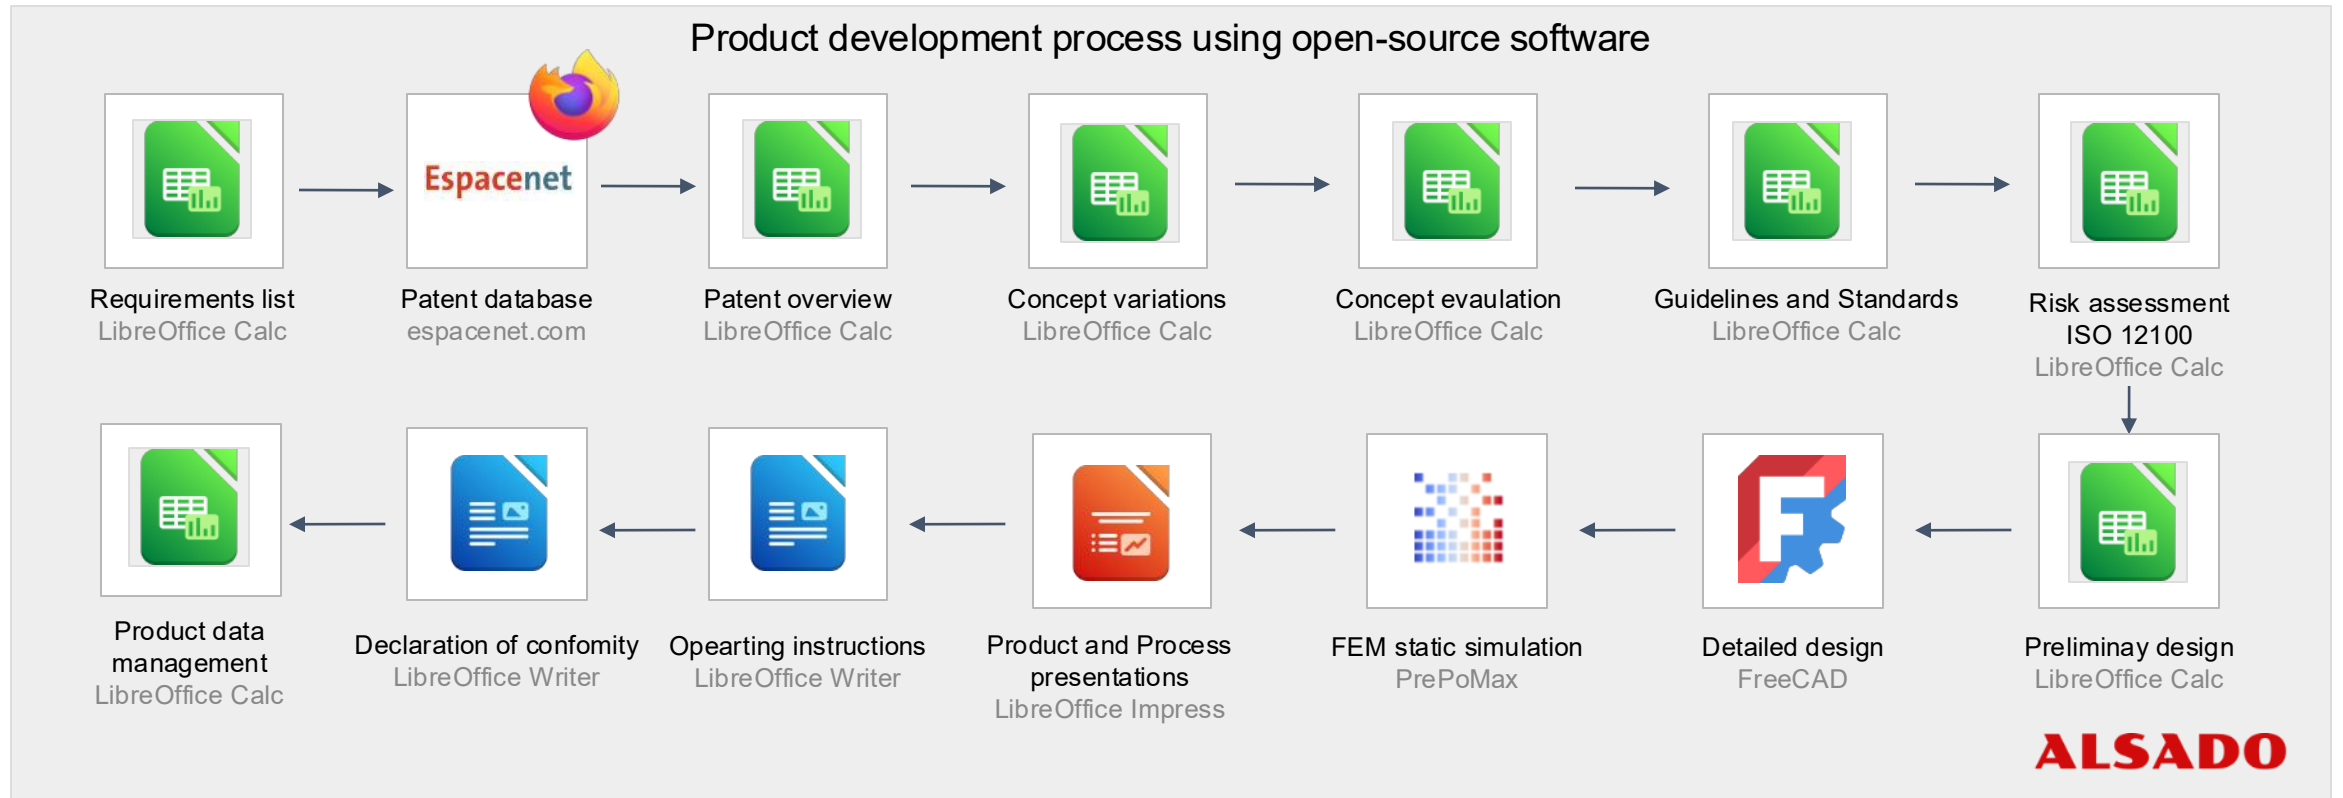 Product development process using open-source software
Espacenet
Requirements list
LibreOffice Calc
Patent database
espacenet.com
Patent overview
LibreOffice Calc
Concept variations
LibreOffice Calc
Concept evaulation
LibreOffice Calc
Guidelines and Standards
LibreOffice Calc
Risk assessment
ISO 12100
LibreOffice Calc
Product data
management
LibreOffice Calc
Declaration of confomity
LibreOffice Writer
Opearting instructions
LibreOffice Writer
Product and Process
presentations
LibreOffice Impress
FEM static simulation
PrePoMax
Detailed design
FreeCAD
Preliminay design
LibreOffice Calc
ALSADO